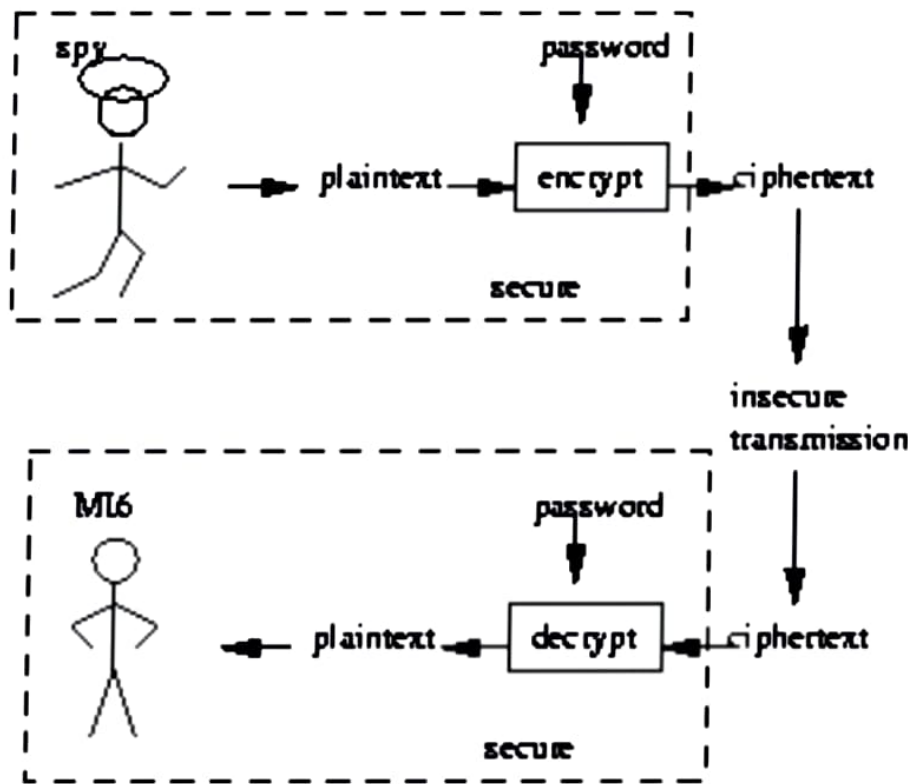 spy
password
plaintext
encrypt
ciphertext
secure
insecure
transmission
MI6
password
plaintext
decrypt
ciphertext
secure